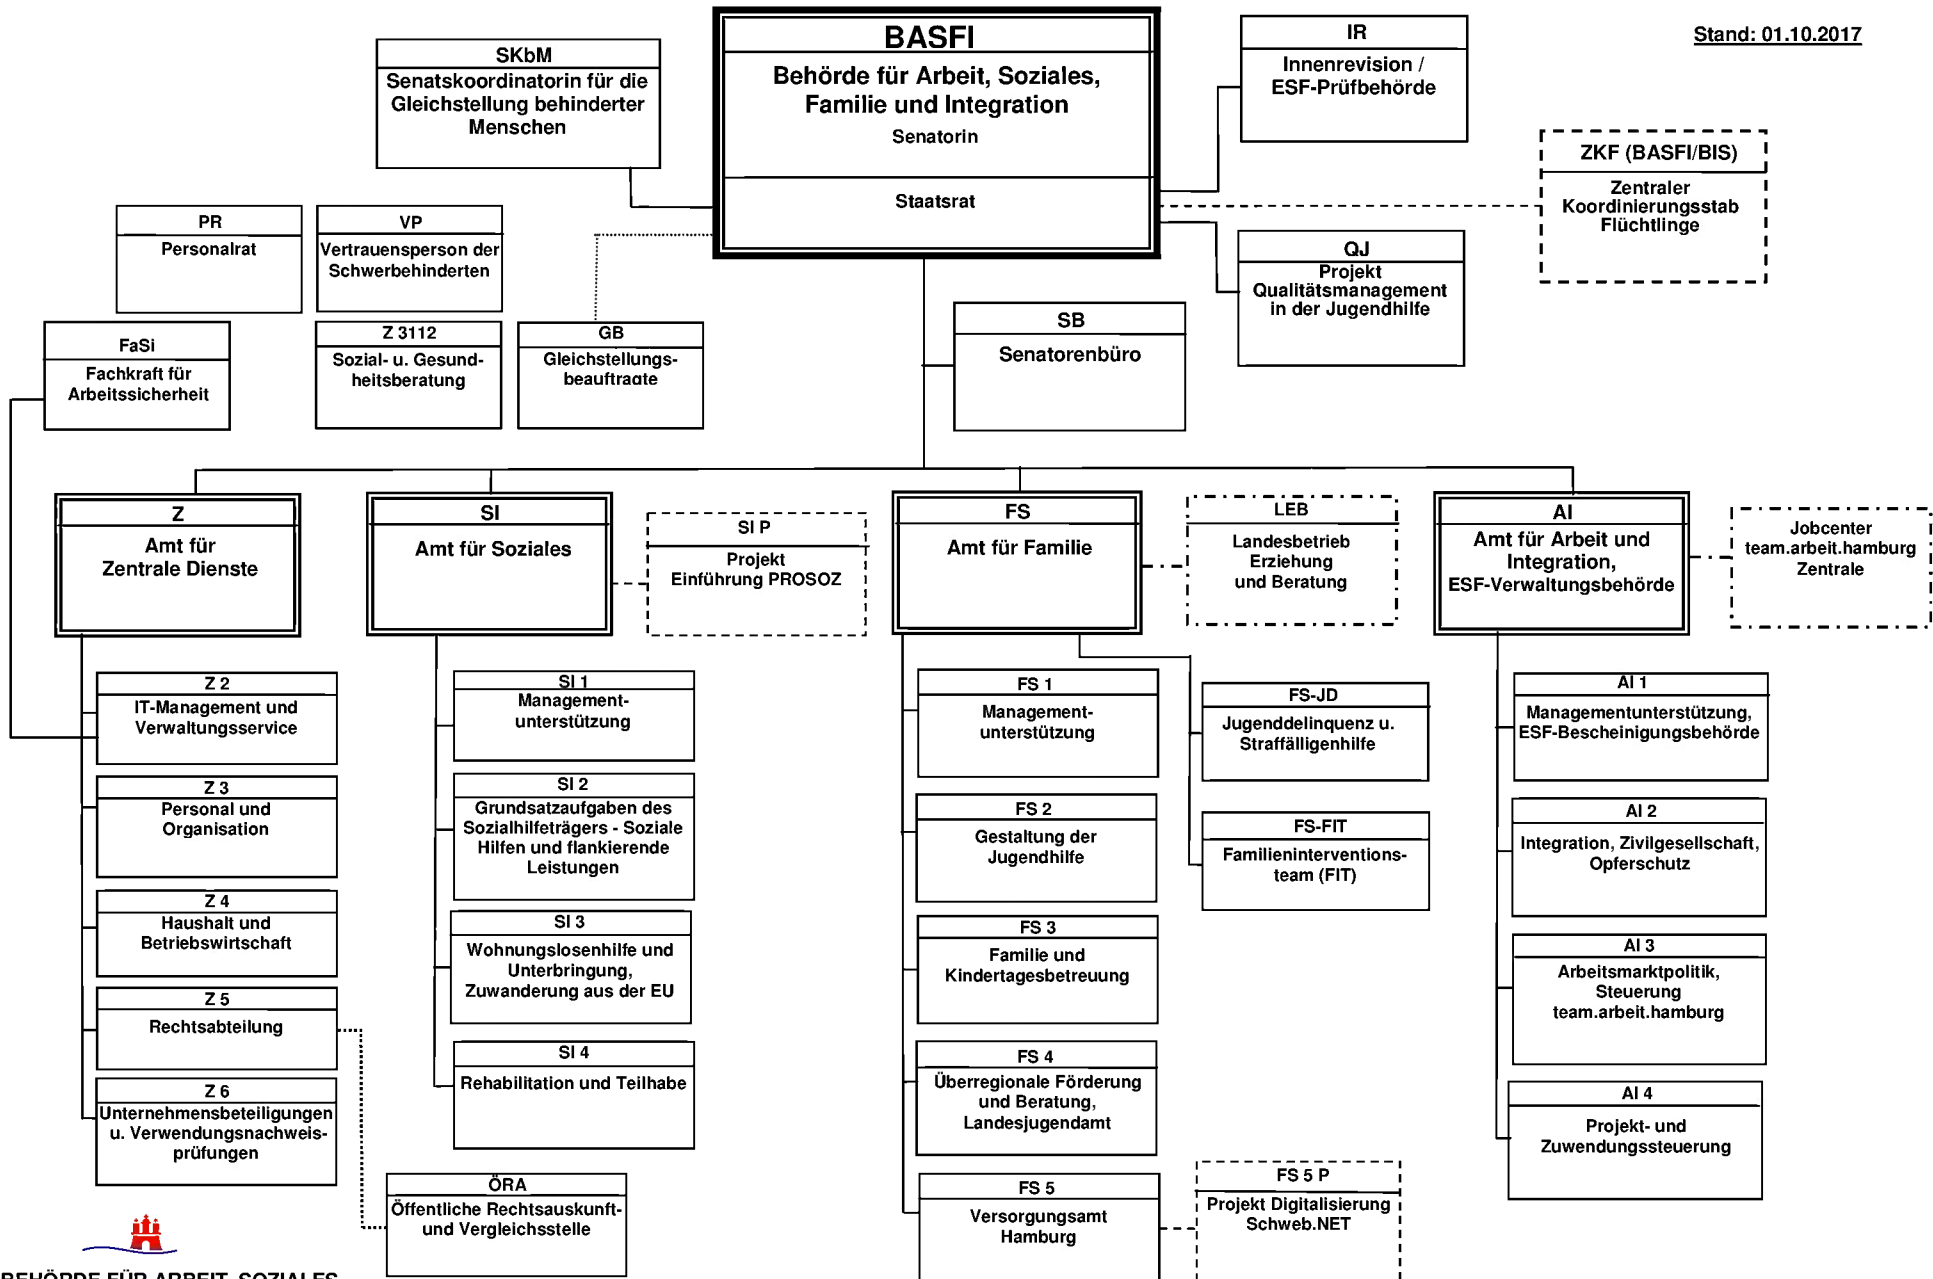 BASFI
Behörde für Arbeit, Soziales,
Familie und Integration
Senatorin
Staatsrat
SKbM
Senatskoordinatorin für die
Gleichstellung behinderter
Menschen
IR
Innenrevision /
ESF-Prüfbehörde
Stand: 01.10.2017
ZKF (BASFI/BIS)
Zentraler
Koordinierungsstab
Flüchtlinge
PR
Personalrat
VP
Vertrauensperson der
Schwerbehinderten
QJ
Projekt
Qualitätsmanagement
in der Jugendhilfe
FaSi
Fachkraft für
Arbeitssicherheit
Z 3112
Sozial- u. Gesund-
heitsberatung
GB
Gleichstellungs-
beauftragte
SB
Senatorenbüro
Z
Amt für
Zentrale Dienste
SI
Amt für Soziales
SI P
Projekt
Einführung PROSOZ
FS
Amt für Familie
LEB
Landesbetrieb
Erziehung
und Beratung
AI
Amt für Arbeit und
Integration,
ESF-Verwaltungsbehörde
Jobcenter
team.arbeit.hamburg
Zentrale
Z 2
IT-Management und
Verwaltungsservice
Z 3
Personal und
Organisation
Z 4
Haushalt und
Betriebswirtschaft
Z 5
Rechtsabteilung
Z 6
Unternehmensbeteiligungen
u. Verwendungsnachweis-
prüfungen
SI 1
Management-
unterstützung
SI 2
Grundsatzaufgaben des
Sozialhilfeträgers - Soziale
Hilfen und flankierende
Leistungen
SI 3
Wohnungslosenhilfe und
Unterbringung,
Zuwanderung aus der EU
SI 4
Rehabilitation und Teilhabe
ÖRA
Öffentliche Rechtsauskunft-
und Vergleichsstelle
FS 1
Management-
unterstützung
FS 2
Gestaltung der
Jugendhilfe
FS 3
Familie und
Kindertagesbetreuung
FS 4
Überregionale Förderung
und Beratung,
Landesjugendamt
FS 5
Versorgungsamt
Hamburg
FS-JD
Jugenddelinquenz u.
Straffälligenhilfe
FS-FIT
Familieninterventions-
team (FIT)
FS 5 P
Projekt Digitalisierung
Schweb.NET
AI 1
Managementunterstützung,
ESF-Bescheinigungsbehörde
AI 2
Integration, Zivilgesellschaft,
Opferschutz
AI 3
Arbeitsmarktpolitik,
Steuerung
team.arbeit.hamburg
AI 4
Projekt- und
Zuwendungssteuerung
BEHÖRDE FÜR ARBEIT, SOZIALES,